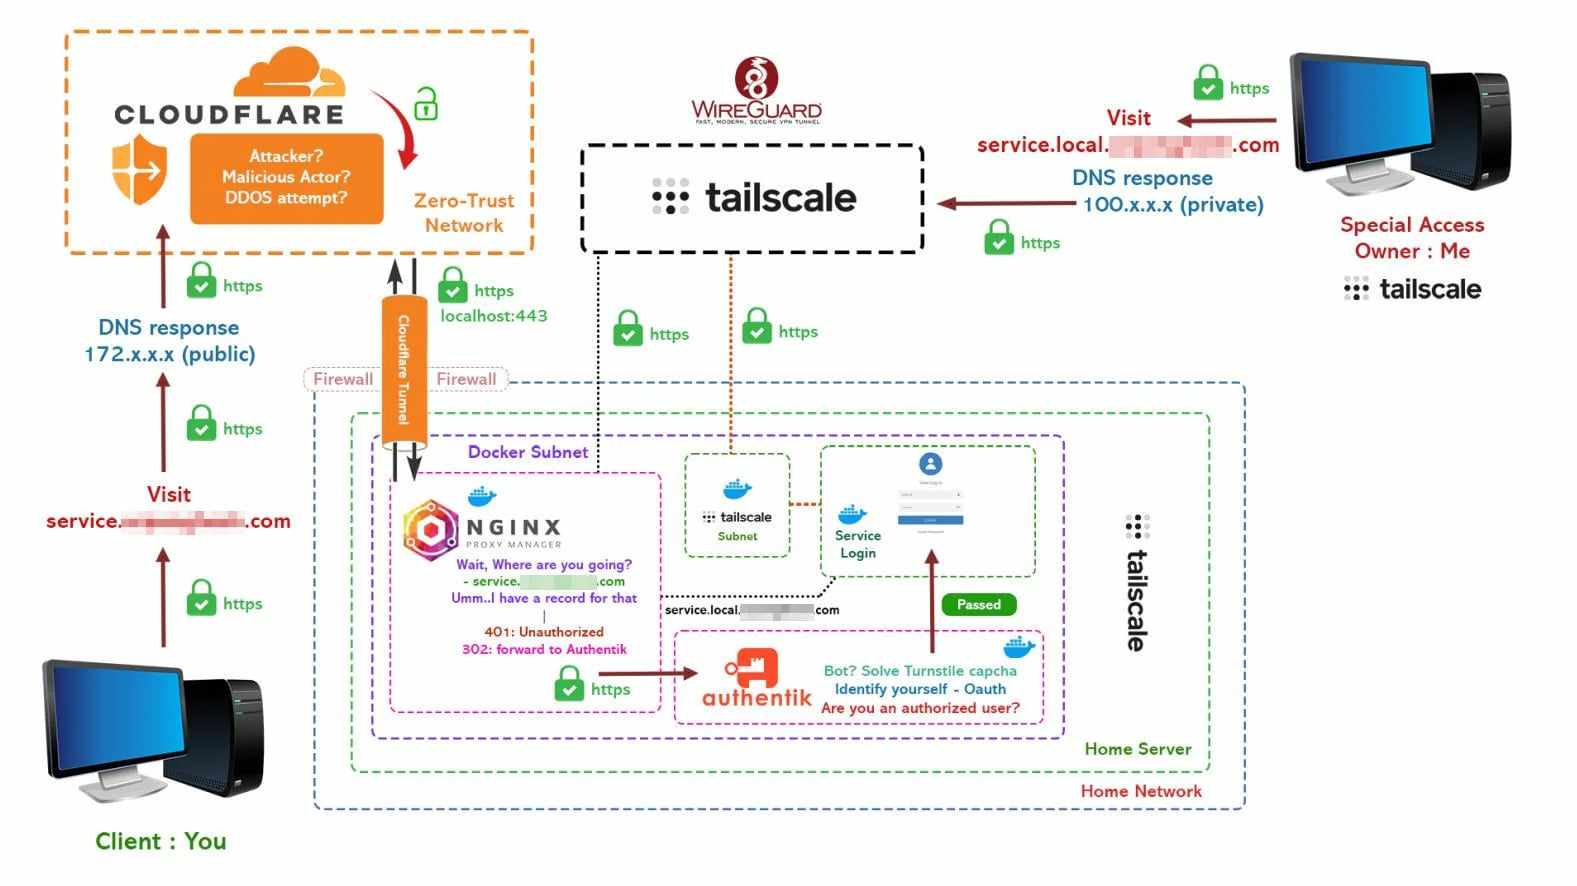 CLOUDFLARE
Attacker?
Malicious Actor?
DDOS attempt?
Zero-Trust
Network
https
DNS response
172.x.x.x (public)
https
Visit
service. .com
https
Client : You
https
localhost:443
Cloudflare Tunnel
Firewall
Firewall
WIREGUARD
FAST, MODERN, SECURE VPN TUNNEL
tailscale
https
https
https
Visit
service.local. .com
DNS response
100.x.x.x (private)
https
Special Access
Owner : Me
tailscale
Docker Subnet
NGINX
PROXY MANAGER
Wait, Where are you going?
- service. .com
Umm..I have a record for that
|
401: Unauthorized
302: forward to Authentik
https
tailscale
Subnet
Service
Login
service.local. .com
Passed
authentik
Bot? Solve Turnstile capcha
Identify yourself - Oauth
Are you an authorized user?
tailscale
Home Server
Home Network